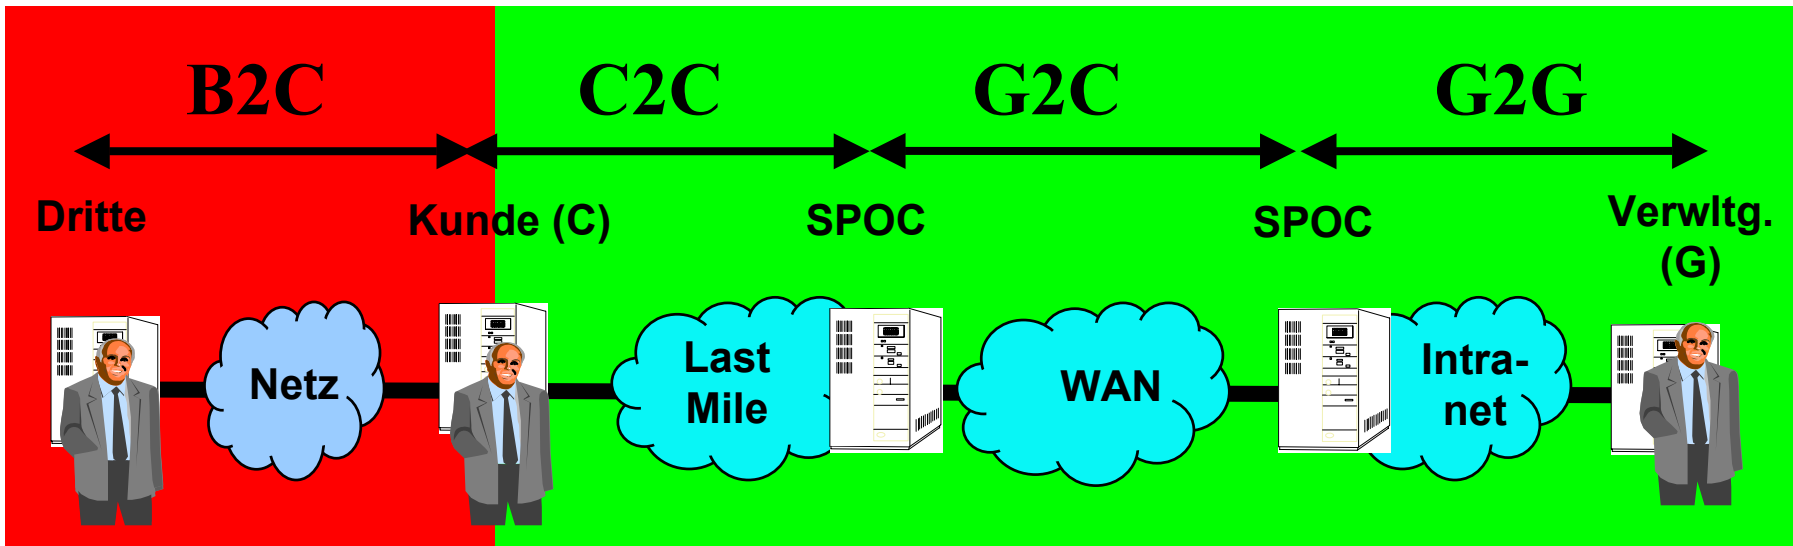 B2C C2C G2C G2G
Dritte Kunde (C) SPOC SPOC Verwltg.
(G)
Netz Last
Mile WAN Intra-
net